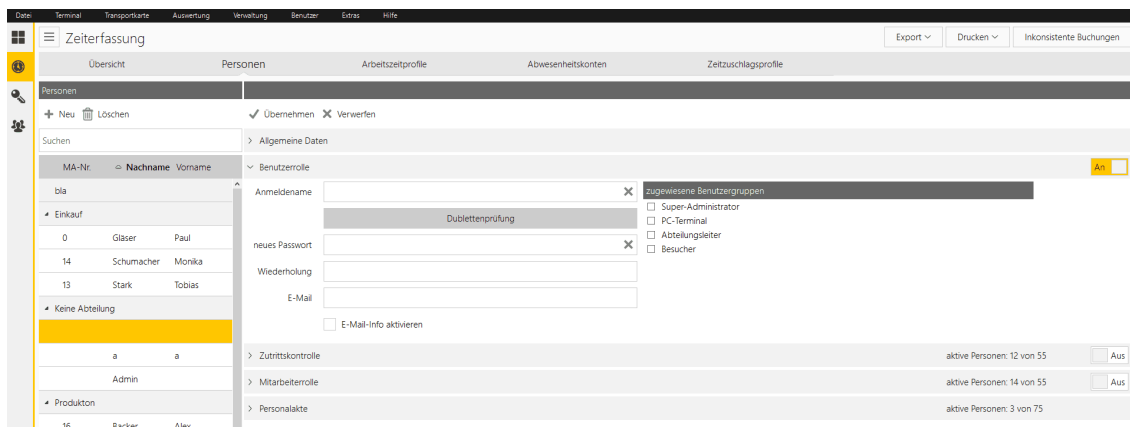 Datei Terminal Transportkarte Auswertung Verwaltung Benutzer Extras Hilfe
Zeiterfassung Export Drucken Inkonsistente Buchungen
Übersicht Personen Arbeitszeitprofile Abwesenheitskonten Zeitzuschlagsprofile
Personen
Neu Löschen Übernehmen Verwerfen
Suchen
Allgemeine Daten
MA-Nr. Nachname Vorname
Benutzerrolle An
bla
Anmeldename
zugewiesene Benutzergruppen
Super-Administrator
PC-Terminal
Abteilungsleiter
Besucher
Einkauf
Dublettenprüfung
0 Gläser Paul
neues Passwort
14 Schumacher Monika
Wiederholung
13 Stark Tobias
E-Mail
Keine Abteilung
E-Mail-Info aktivieren
a a
Zutrittskontrolle aktive Personen: 12 von 55 Aus
Admin
Mitarbeiterrolle aktive Personen: 14 von 55 Aus
Produkton
Personalakte aktive Personen: 3 von 75
16 Backer Alex